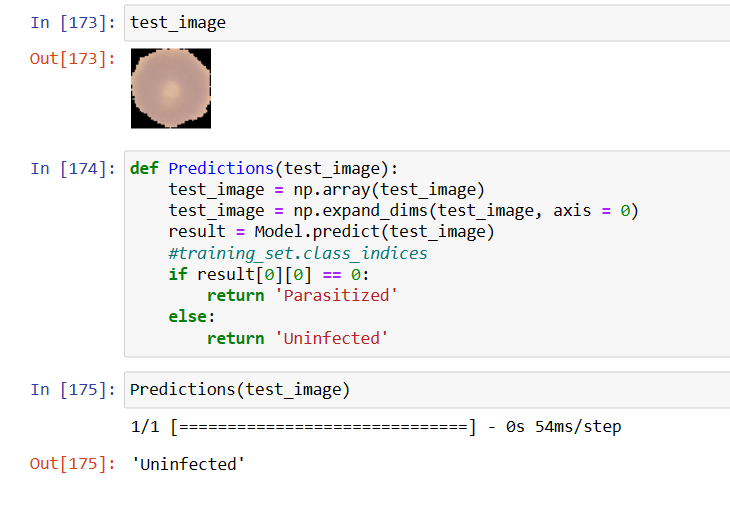 In [173]: test_image
Out[173]:
In [174]: def Predictions(test_image):
    test_image = np.array(test_image)
    test_image = np.expand_dims(test_image, axis = 0)
    result = Model.predict(test_image)
    #training_set.class_indices
    if result[0][0] == 0:
        return 'Parasitized'
    else:
        return 'Uninfected'
In [175]: Predictions(test_image)
1/1 [==============================] - 0s 54ms/step
Out[175]: 'Uninfected'